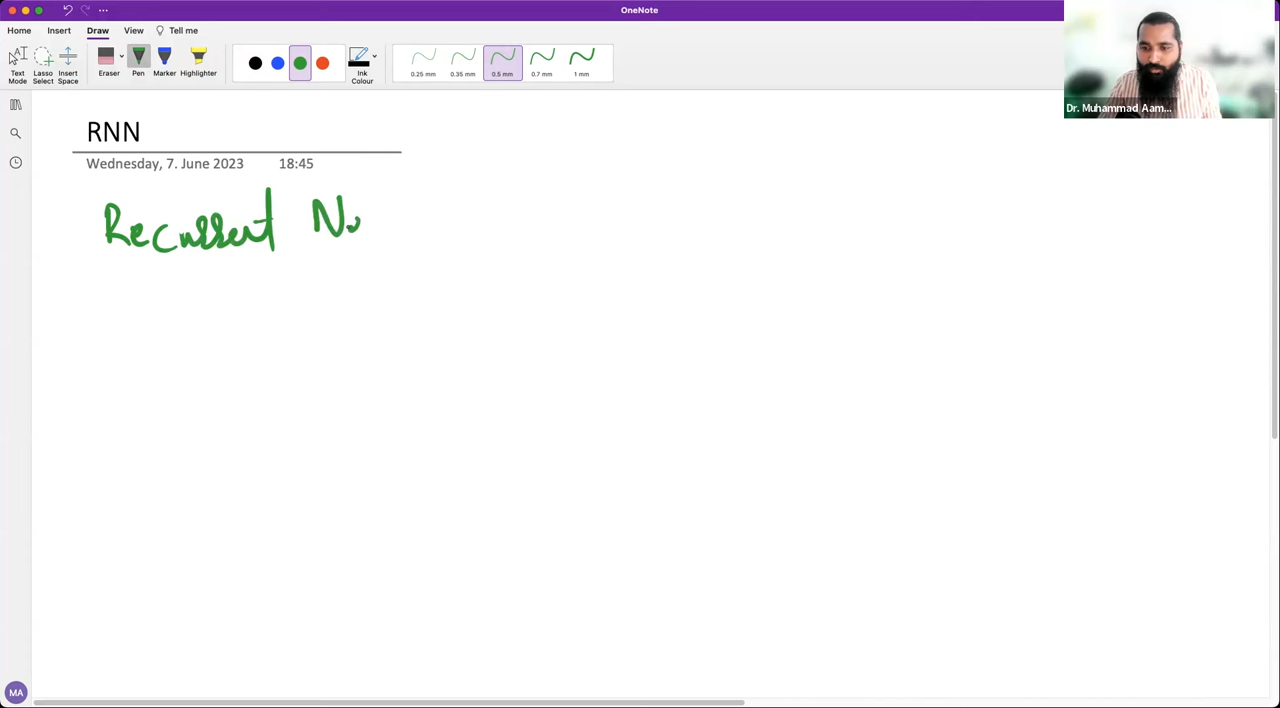 OneNote
Home Insert Draw View Tell me
Text Mode Lasso Select Insert Space Eraser Pen Marker Highlighter Ink Colour 0.25 mm 0.35 mm 0.5 mm 0.7 mm 1 mm
Dr. Muhammad Aam...
RNN
Wednesday, 7. June 2023 18:45
Recurrent
MA